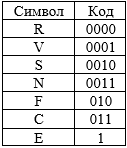 Символ Код
R 0000
V 0001
S 0010
N 0011
F 010
C 011
E 1